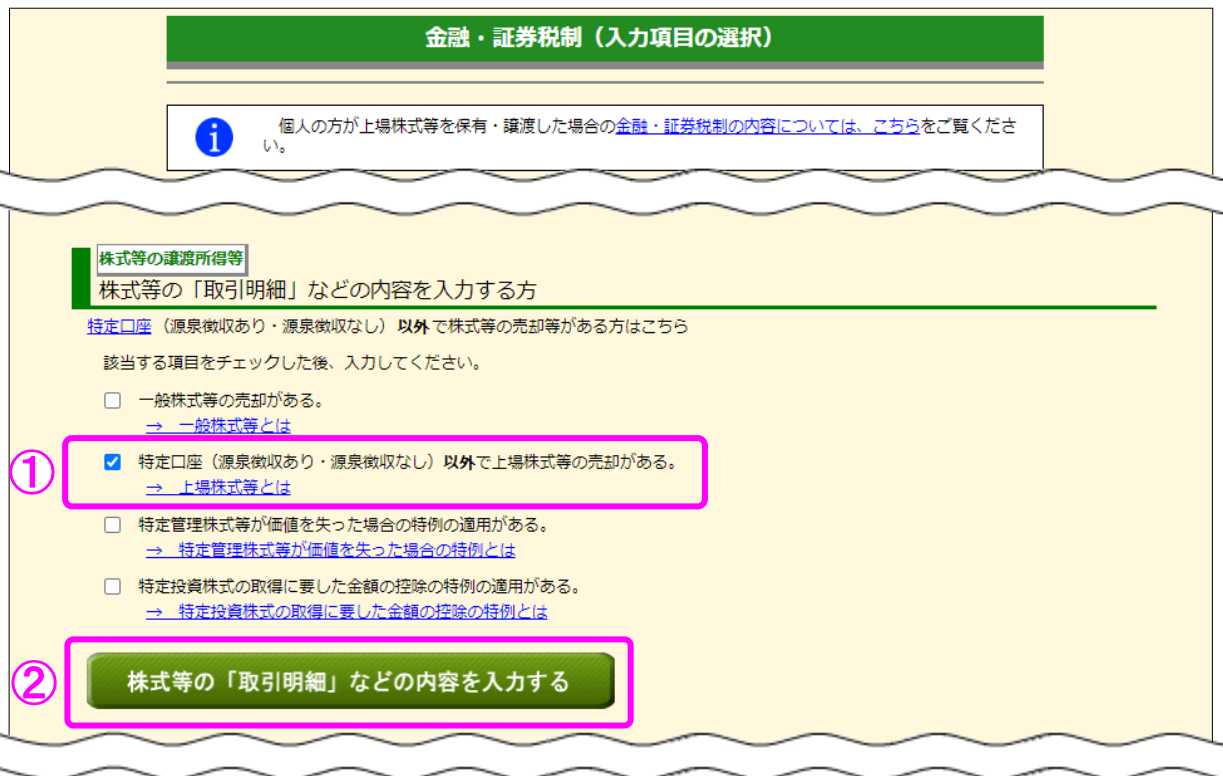 金融・証券税制（入力項目の選択）
i
個人の方が上場株式等を保有・譲渡した場合の金融・証券税制の内容については、こちらをご覧くださ
い。
株式等の譲渡所得等
株式等の「取引明細」などの内容を入力する方
特定口座（源泉徴収あり・源泉徴収なし）以外で株式等の売却等がある方はこちら
該当する項目をチェックした後、入力してください。
一般株式等の売却がある。
→ 一般株式等とは
①
特定口座（源泉徴収あり・源泉徴収なし）以外で上場株式等の売却がある。
→ 上場株式等とは
特定管理株式等が価値を失った場合の特例の適用がある。
→ 特定管理株式等が価値を失った場合の特例とは
特定投資株式の取得に要した金額の控除の特例の適用がある。
→ 特定投資株式の取得に要した金額の控除の特例とは
②
株式等の「取引明細」などの内容を入力する